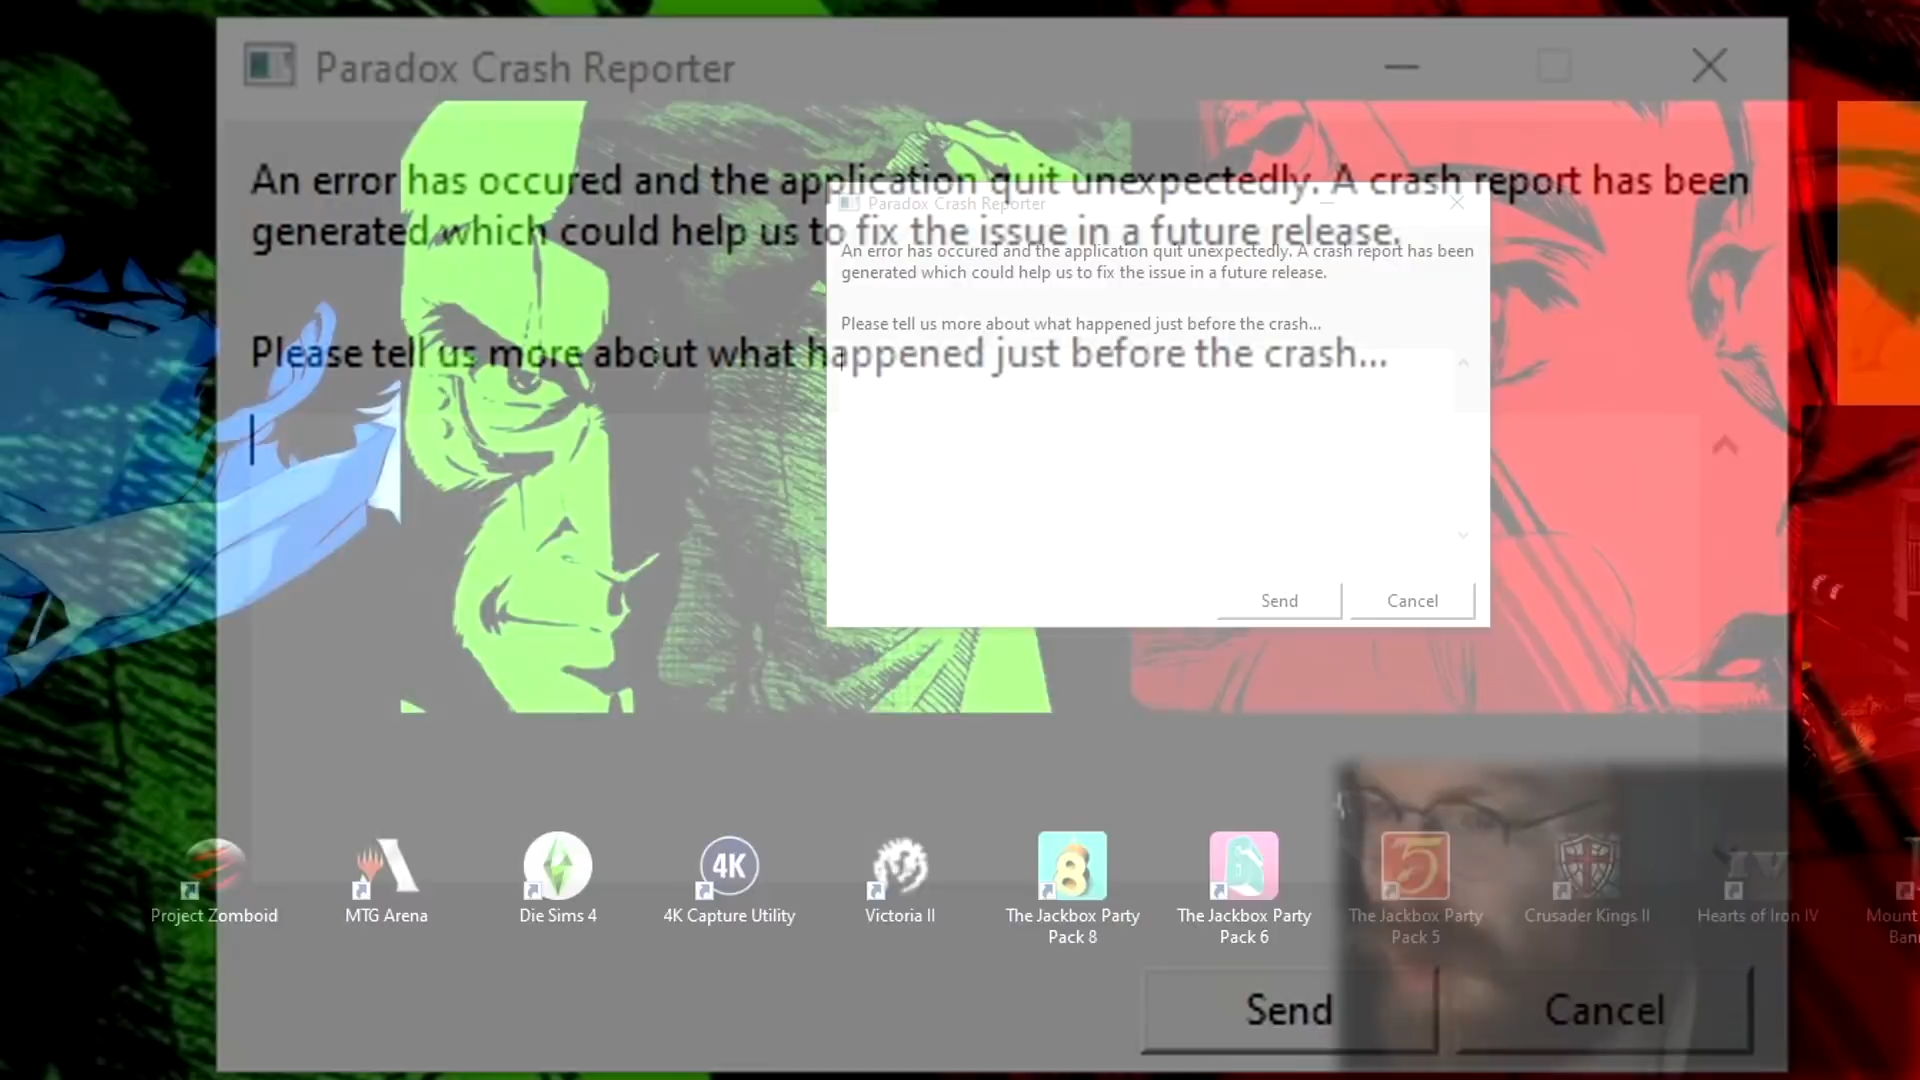 Paradox Crash Reporter
An error has occured and the application quit unexpectedly. A crash report has been
generated which could help us to fix the issue in a future release.
Please tell us more about what happened just before the crash...
Paradox Crash Reporter
An error has occured and the application quit unexpectedly. A crash report has been
generated which could help us to fix the issue in a future release.
Please tell us more about what happened just before the crash...
Send
Cancel
4K
8
6
5
IV
Project Zomboid
MTG Arena
Die Sims 4
4K Capture Utility
Victoria II
The Jackbox Party
Pack 8
The Jackbox Party
Pack 6
The Jackbox Party
Pack 5
Crusader Kings II
Hearts of Iron IV
Mount
Send
Cancel